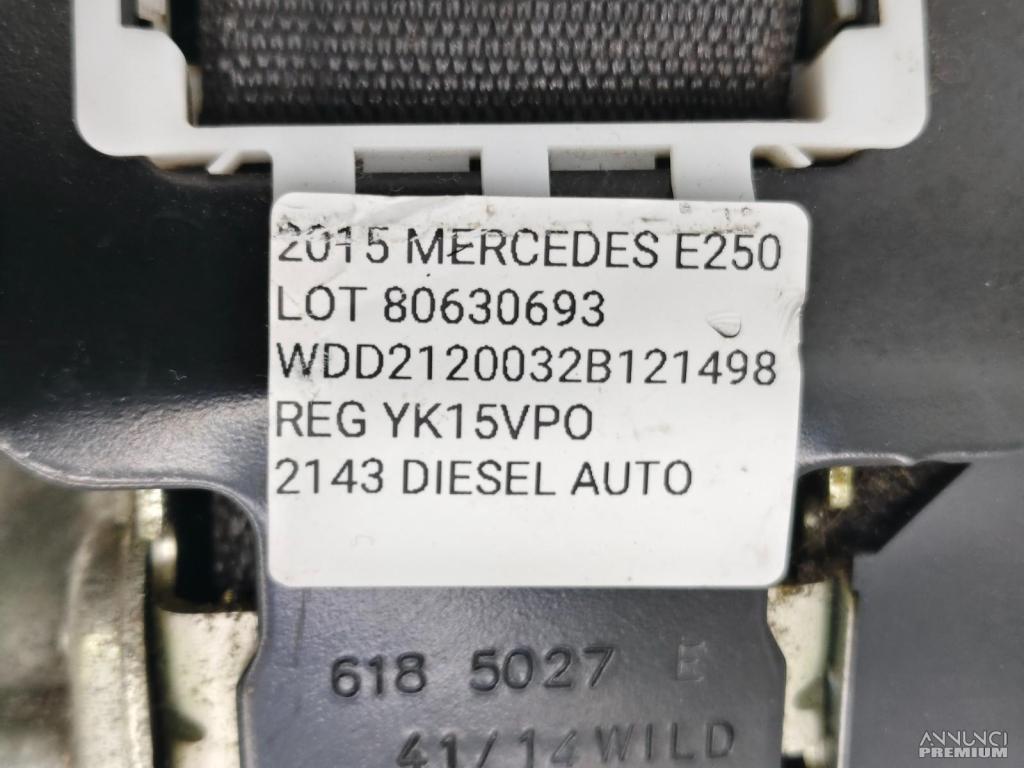 2015 MERCEDES E250
LOT 80630693
WDD2120032B121498
REG YK15VPO
2143 DIESEL AUTO
618 5027 E
41/14 WILD
ANNUNCI
PREMIUM